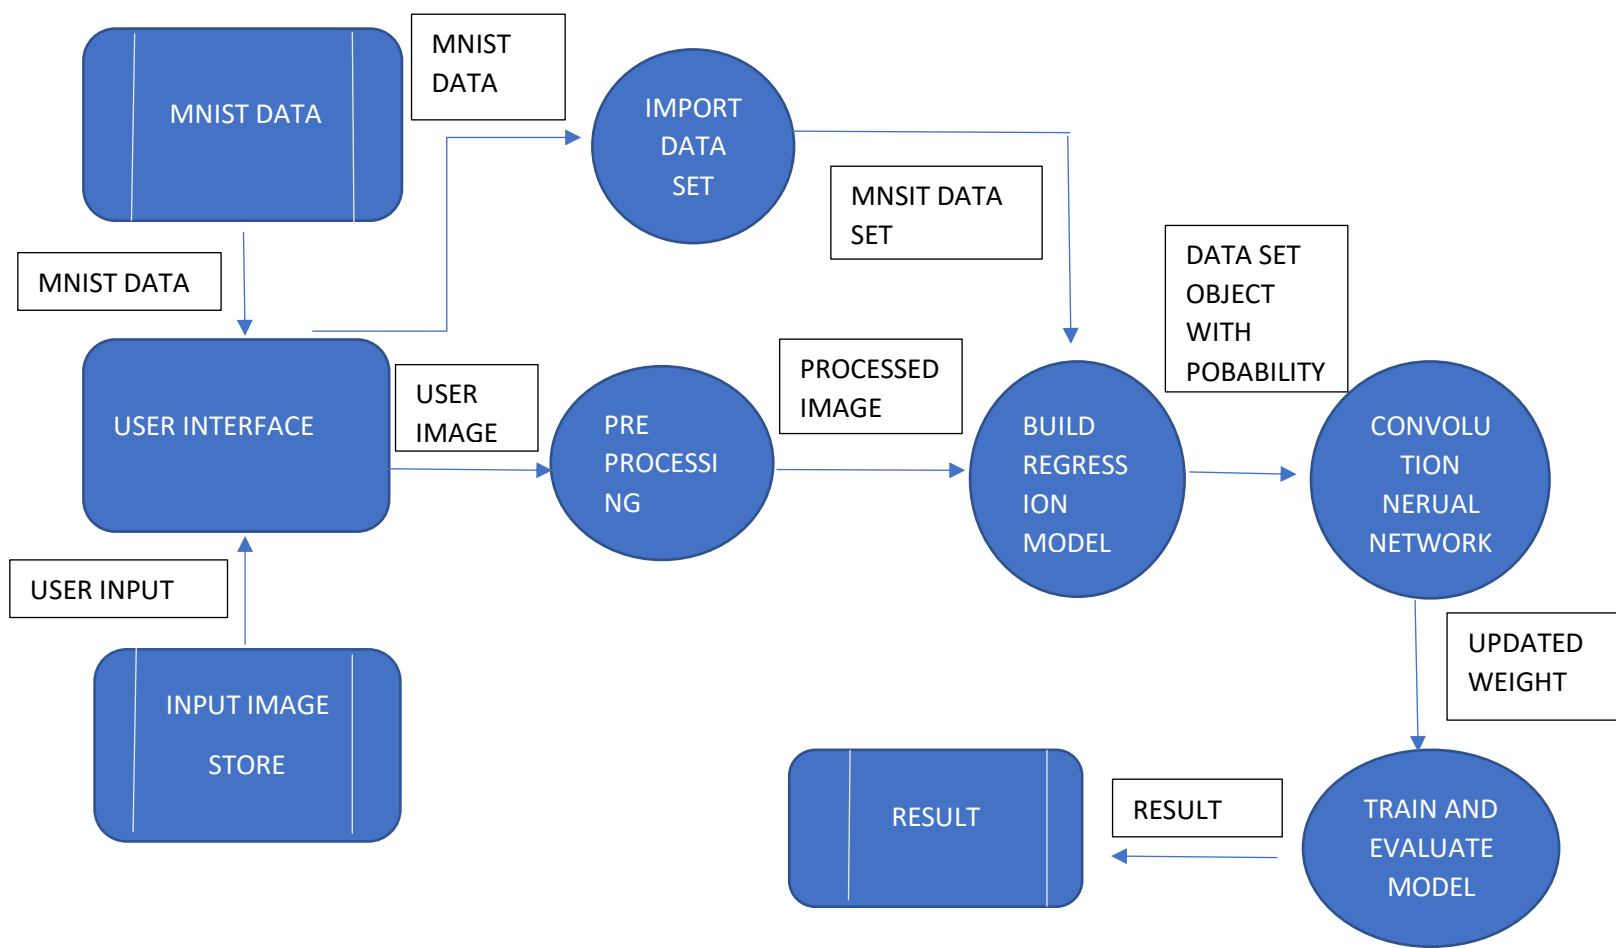 MNIST DATA
MNIST
DATA
IMPORT
DATA
SET
MNIST DATA
MNSIT DATA
SET
DATA SET
OBJECT
WITH
POBABILITY
USER INTERFACE
USER
IMAGE
PRE
PROCESSI
NG
PROCESSED
IMAGE
BUILD
REGRESS
ION
MODEL
CONVOLU
TION
NERUAL
NETWORK
USER INPUT
INPUT IMAGE
STORE
UPDATED
WEIGHT
RESULT
RESULT
TRAIN AND
EVALUATE
MODEL